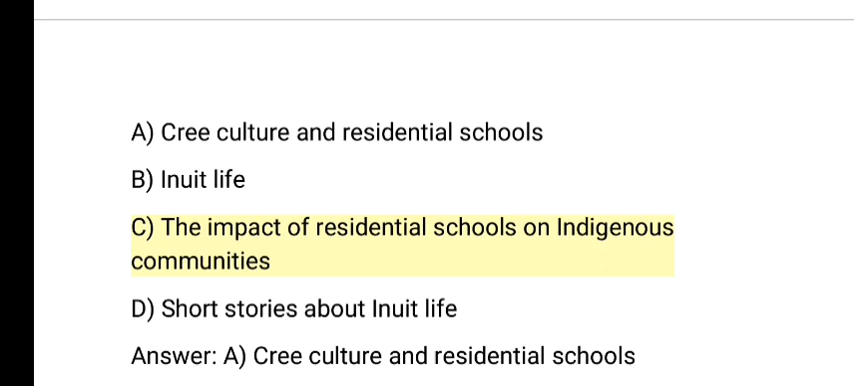 A) Cree culture and residential schools
B) Inuit life
C) The impact of residential schools on Indigenous
communities
D) Short stories about Inuit life
Answer: A) Cree culture and residential schools